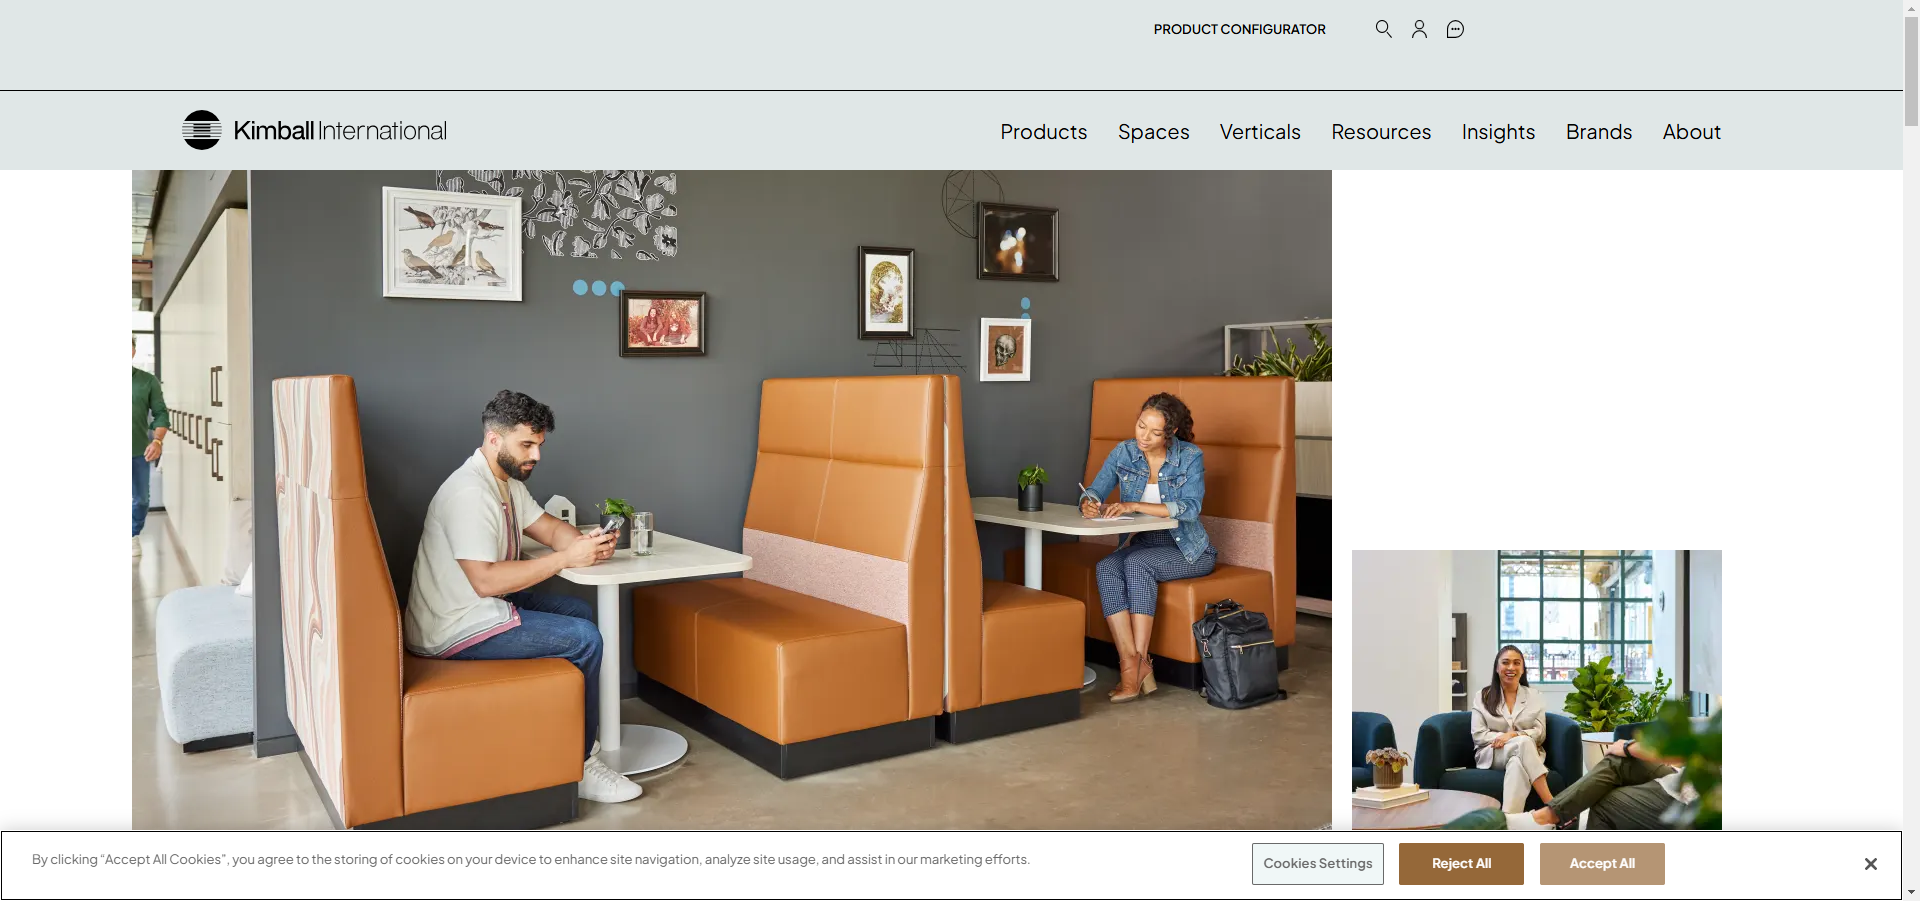 PRODUCT CONFIGURATOR
Kimball International
Products Spaces Verticals Resources Insights Brands About
By clicking “Accept All Cookies”, you agree to the storing of cookies on your device to enhance site navigation, analyze site usage, and assist in our marketing efforts.
Cookies Settings
Reject All
Accept All